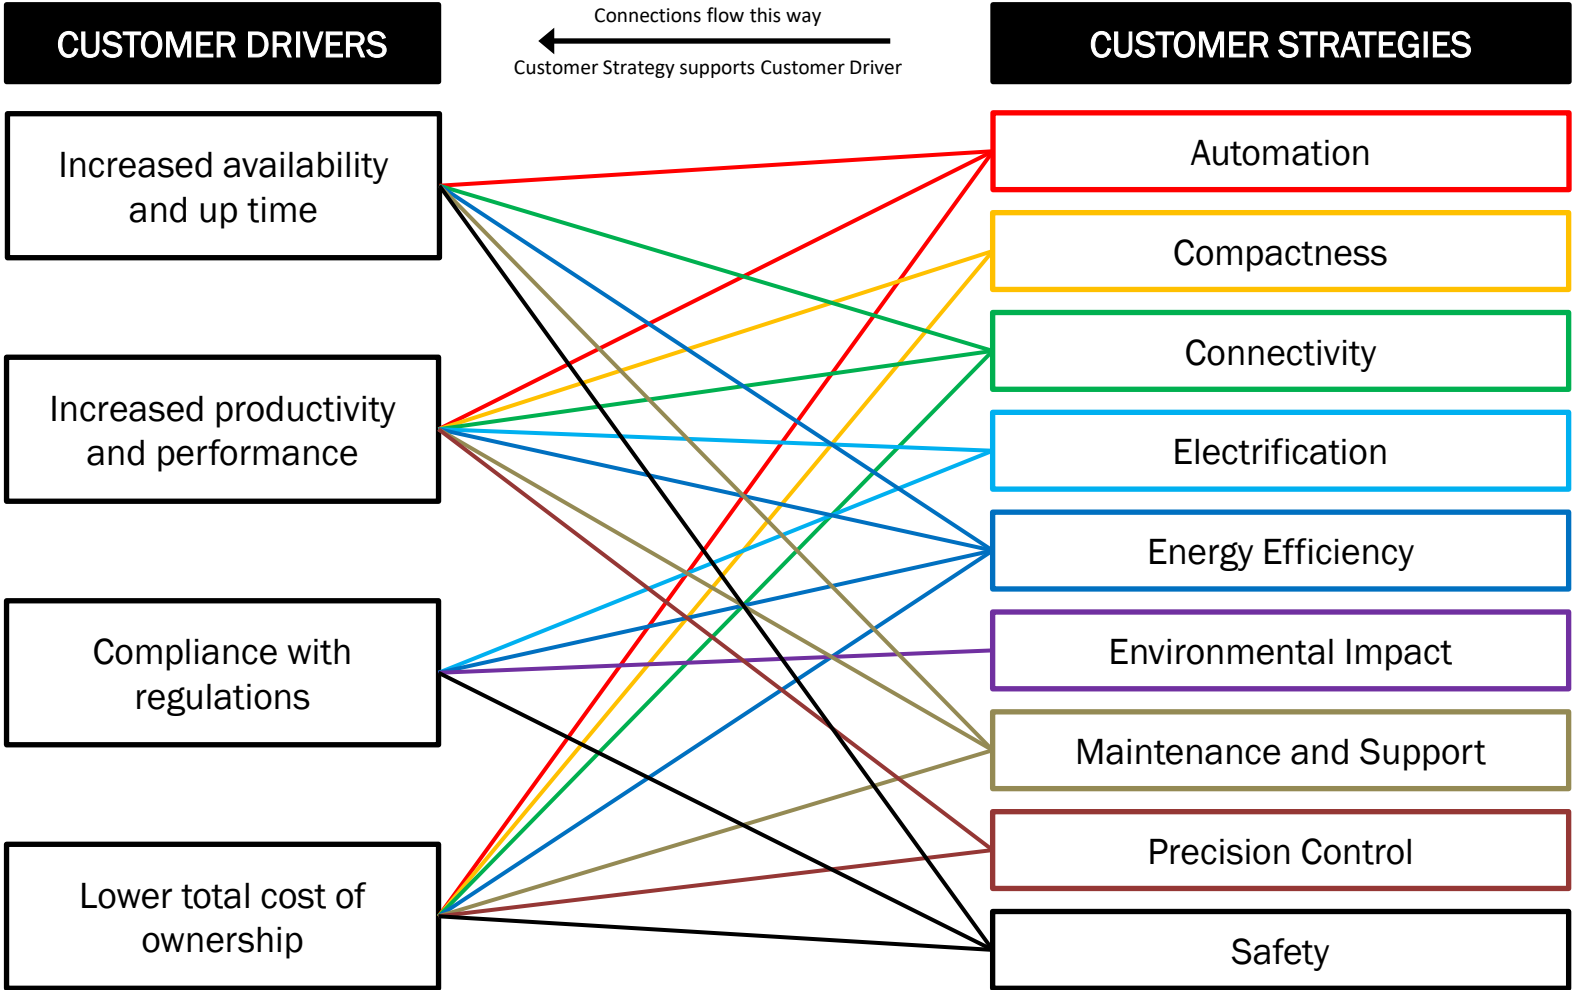 CUSTOMER DRIVERS
Connections flow this way
Customer Strategy supports Customer Driver
CUSTOMER STRATEGIES
Increased availability
and up time
Increased productivity
and performance
Compliance with
regulations
Lower total cost of
ownership
Automation
Compactness
Connectivity
Electrification
Energy Efficiency
Environmental Impact
Maintenance and Support
Precision Control
Safety